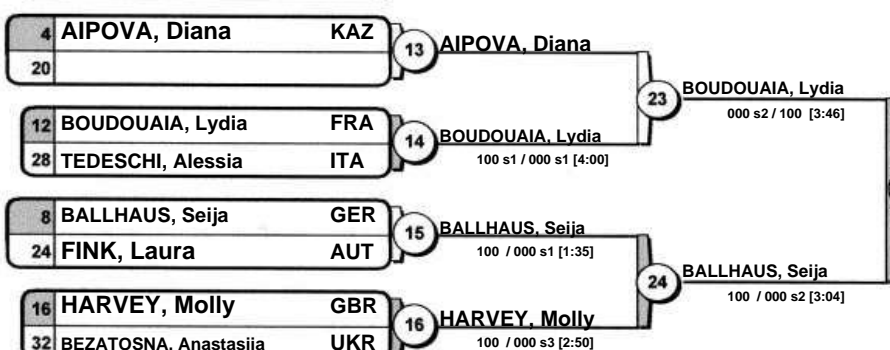 4 AIPOVA, Diana KAZ
20
13
AIPOVA, Diana
12 BOUDOUAIA, Lydia FRA
28 TEDESCHI, Alessia ITA
14
BOUDOUAIA, Lydia
100 s1 / 000 s1 [4:00]
23
BOUDOUAIA, Lydia
000 s2 / 100 [3:46]
8 BALLHAUS, Seija GER
24 FINK, Laura AUT
15
BALLHAUS, Seija
100 / 000 s1 [1:35]
16 HARVEY, Molly GBR
32 BEZATOSNA, Anastasiia UKR
16
HARVEY, Molly
100 / 000 s3 [2:50]
24
BALLHAUS, Seija
100 / 000 s2 [3:04]